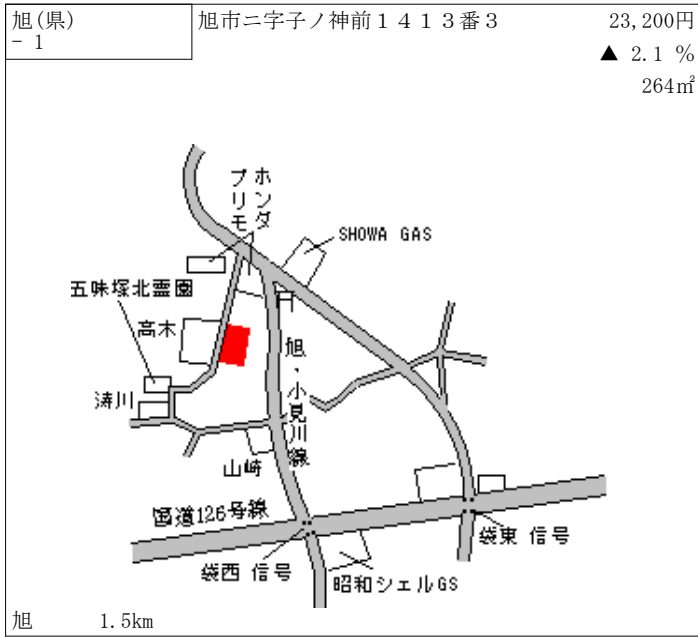 旭(県)
- 1
旭市ニ字子ノ神前１４１３番３
23,200円
▲ 2.1 %
264㎡
ホンダ
プリモ
SHOWA GAS
五味塚北霊園
高木
旭・小見川線
涛川
山崎
国道126号線
袋東 信号
袋西 信号
昭和シェルGS
旭 1.5km